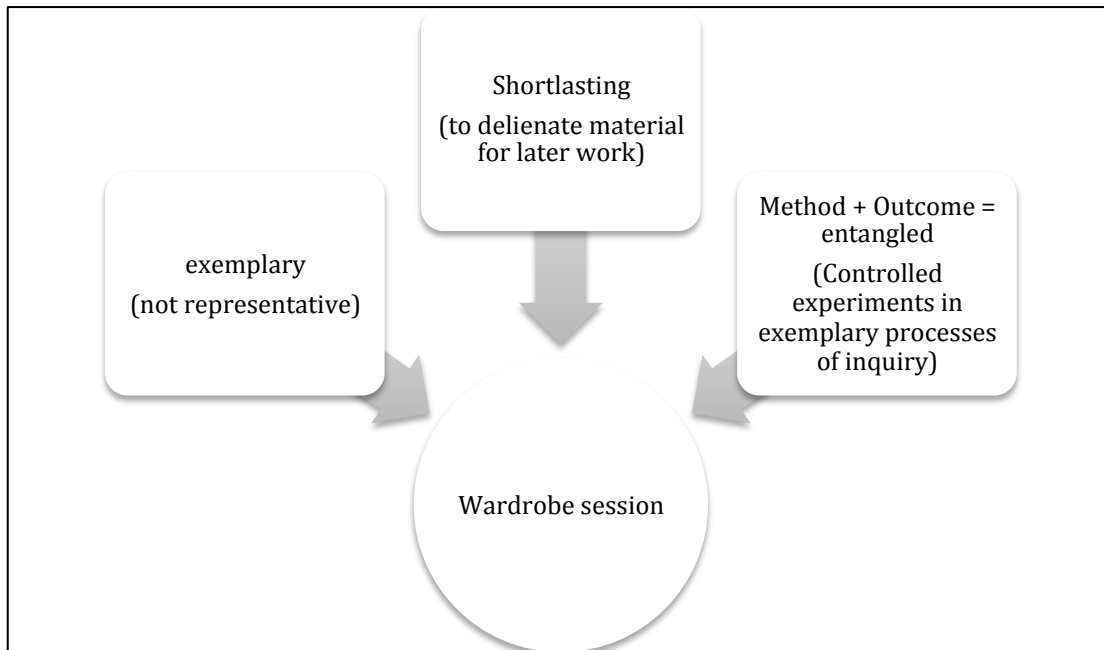 Shortlasting
(to delienate material
for later work)
exemplary
(not representative)
Method + Outcome =
entangled
(Controlled
experiments in
exemplary processes
of inquiry)
Wardrobe session